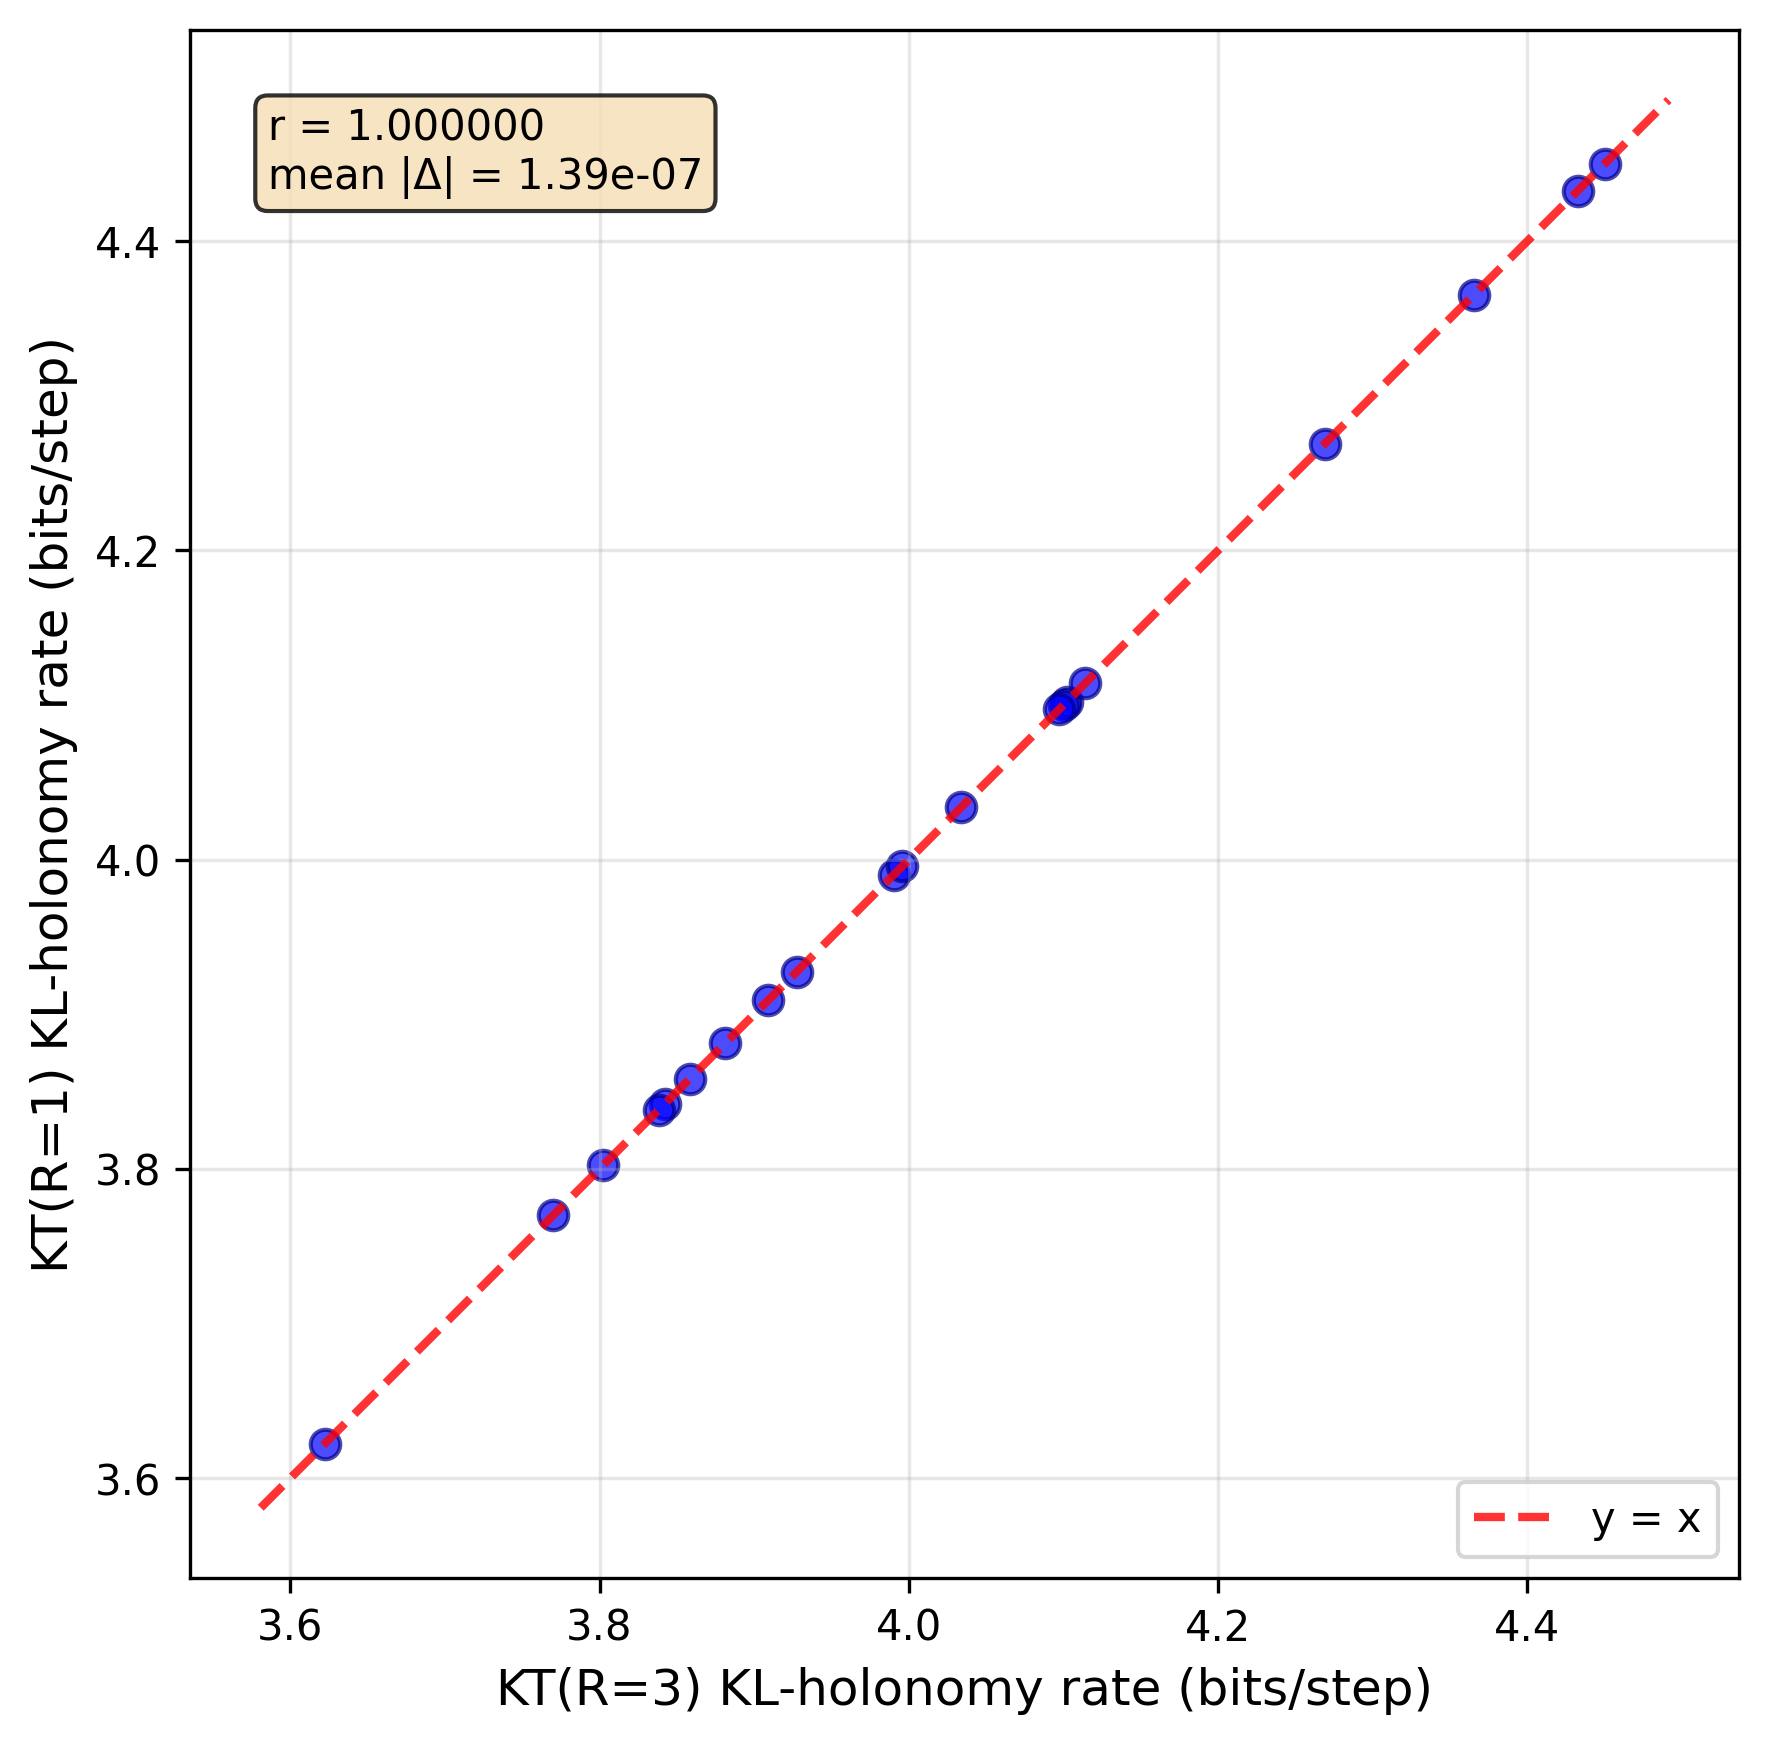 r = 1.000000
mean |Δ| = 1.39e-07
KT(R=1) KL-holonomy rate (bits/step)
4.4
4.2
4.0
3.8
3.6
y = x
3.6 3.8 4.0 4.2 4.4
KT(R=3) KL-holonomy rate (bits/step)